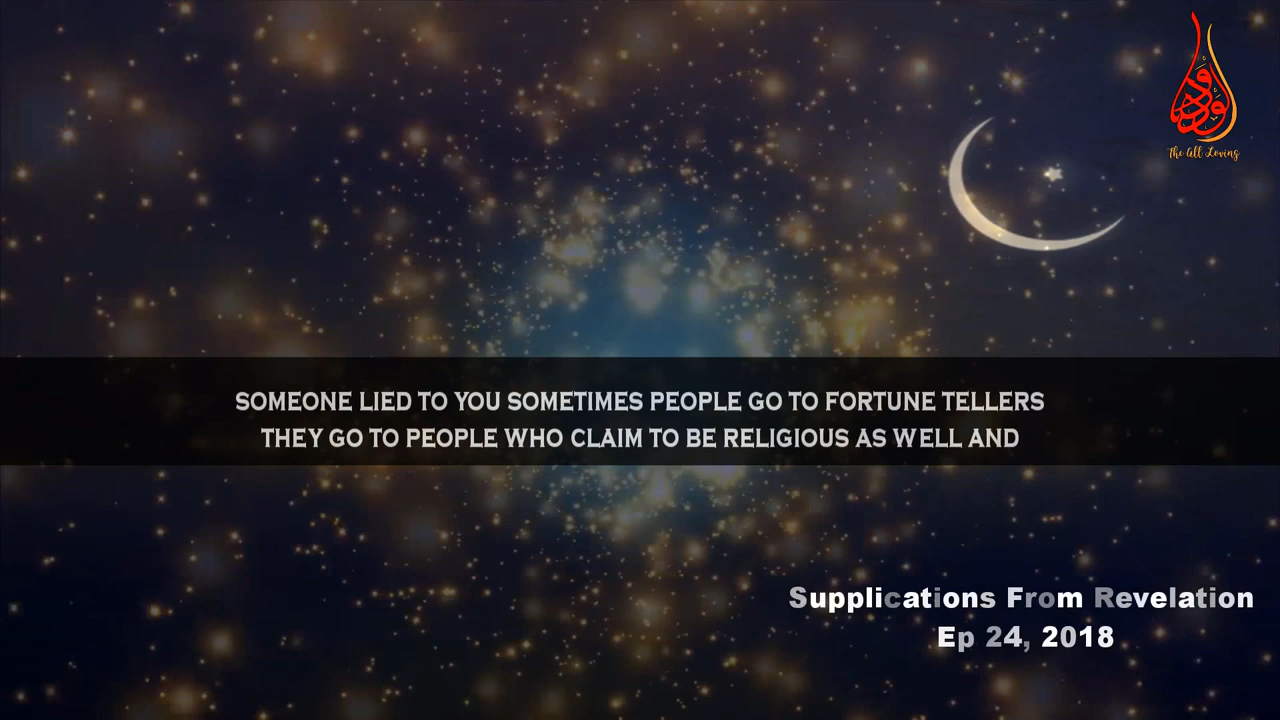 ودود
The All Loving
SOMEONE LIED TO YOU SOMETIMES PEOPLE GO TO FORTUNE TELLERS
THEY GO TO PEOPLE WHO CLAIM TO BE RELIGIOUS AS WELL AND
Supplications From Revelation
Ep 24, 2018